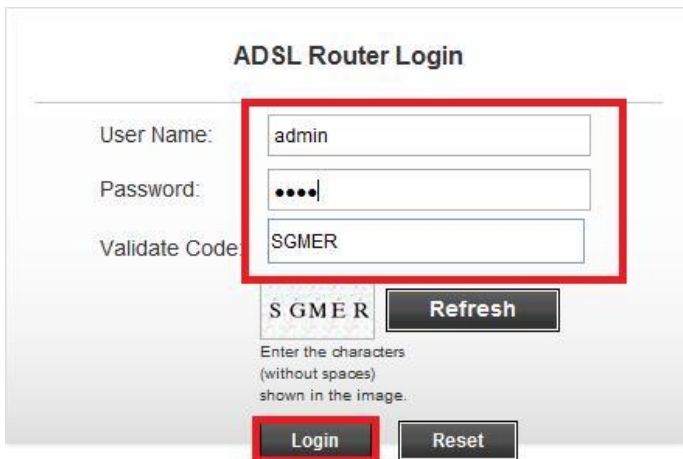 ADSL Router Login
User Name: admin
Password: ••••
Validate Code: SGMER
S G M E R Refresh
Enter the characters
(without spaces)
shown in the image.
Login Reset